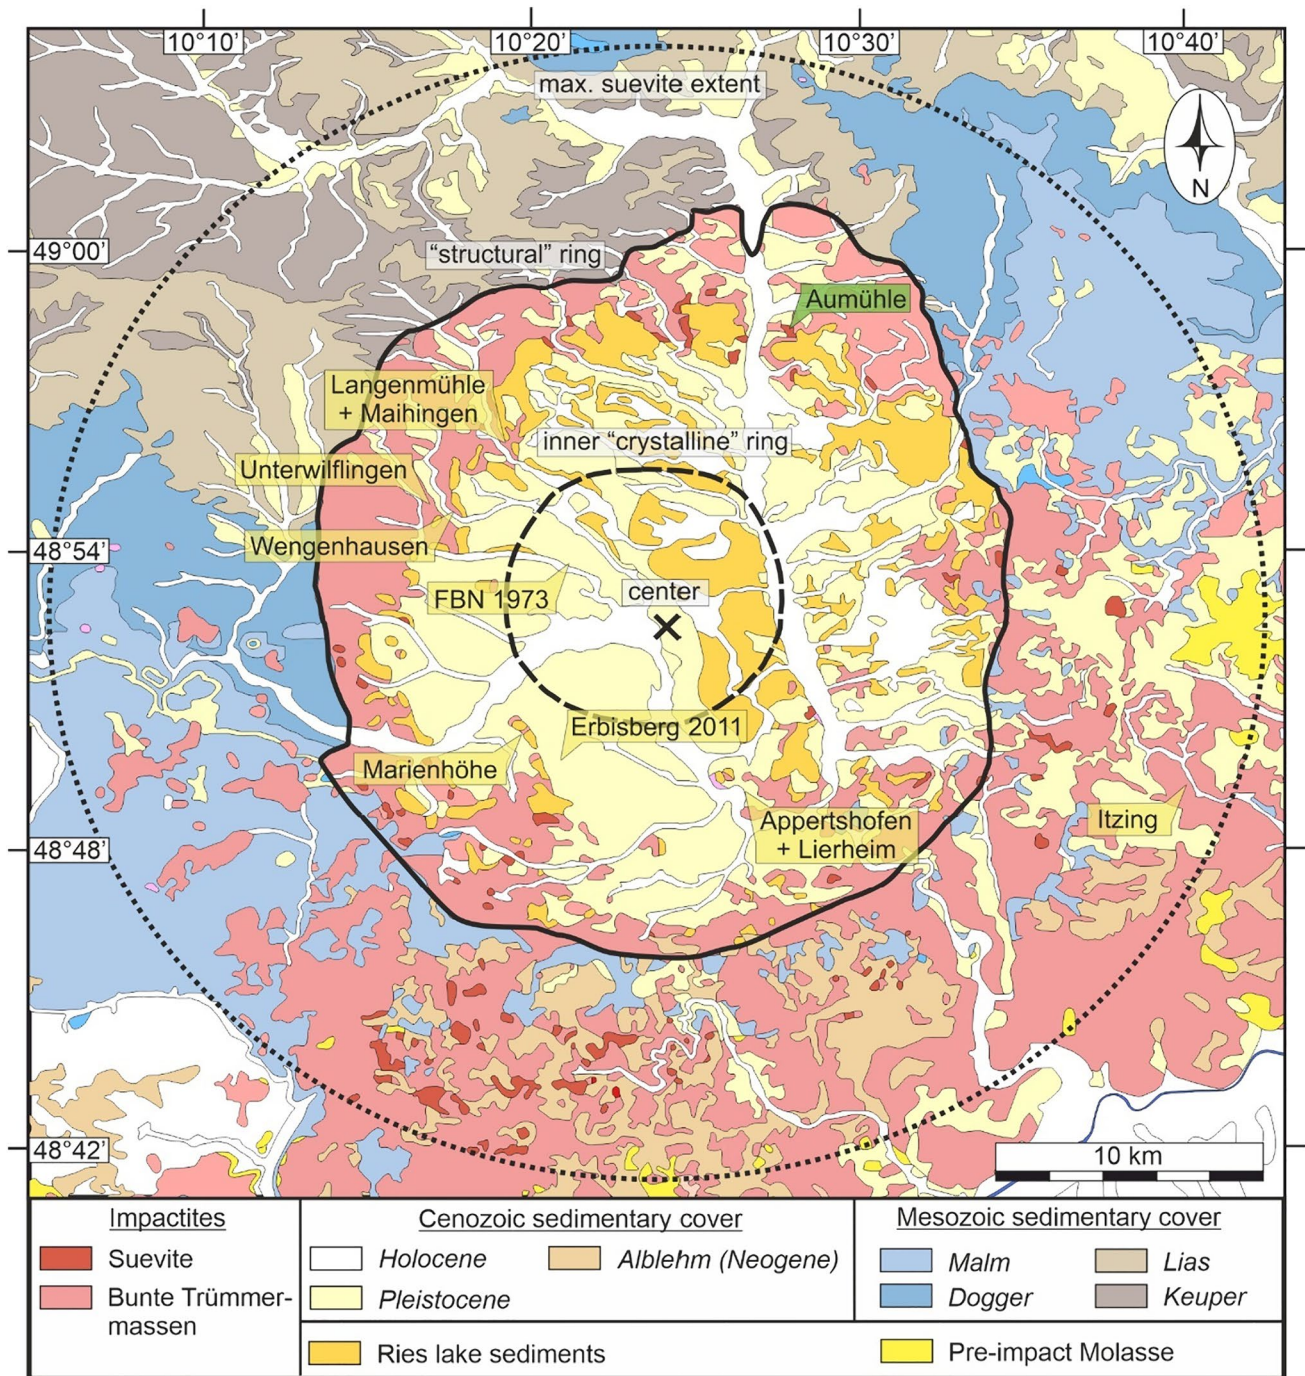 10°10’
10°20’
10°30’
10°40’
max. suevite extent
N
49°00’
“structural” ring
Aumühle
Langenmühle
+ Maihingen
inner “crystalline” ring
Unterwilflingen
Wengenhausen
48°54’
FBN 1973
center
Erbisberg 2011
Marienhöhe
Appertshofen
+ Lierheim
Itzing
48°48’
48°42’
10 km
Impactites
Suevite
Bunte Trümmer-
massen
Cenozoic sedimentary cover
Holocene
Alblehm (Neogene)
Pleistocene
Ries lake sediments
Mesozoic sedimentary cover
Malm
Lias
Dogger
Keuper
Pre-impact Molasse